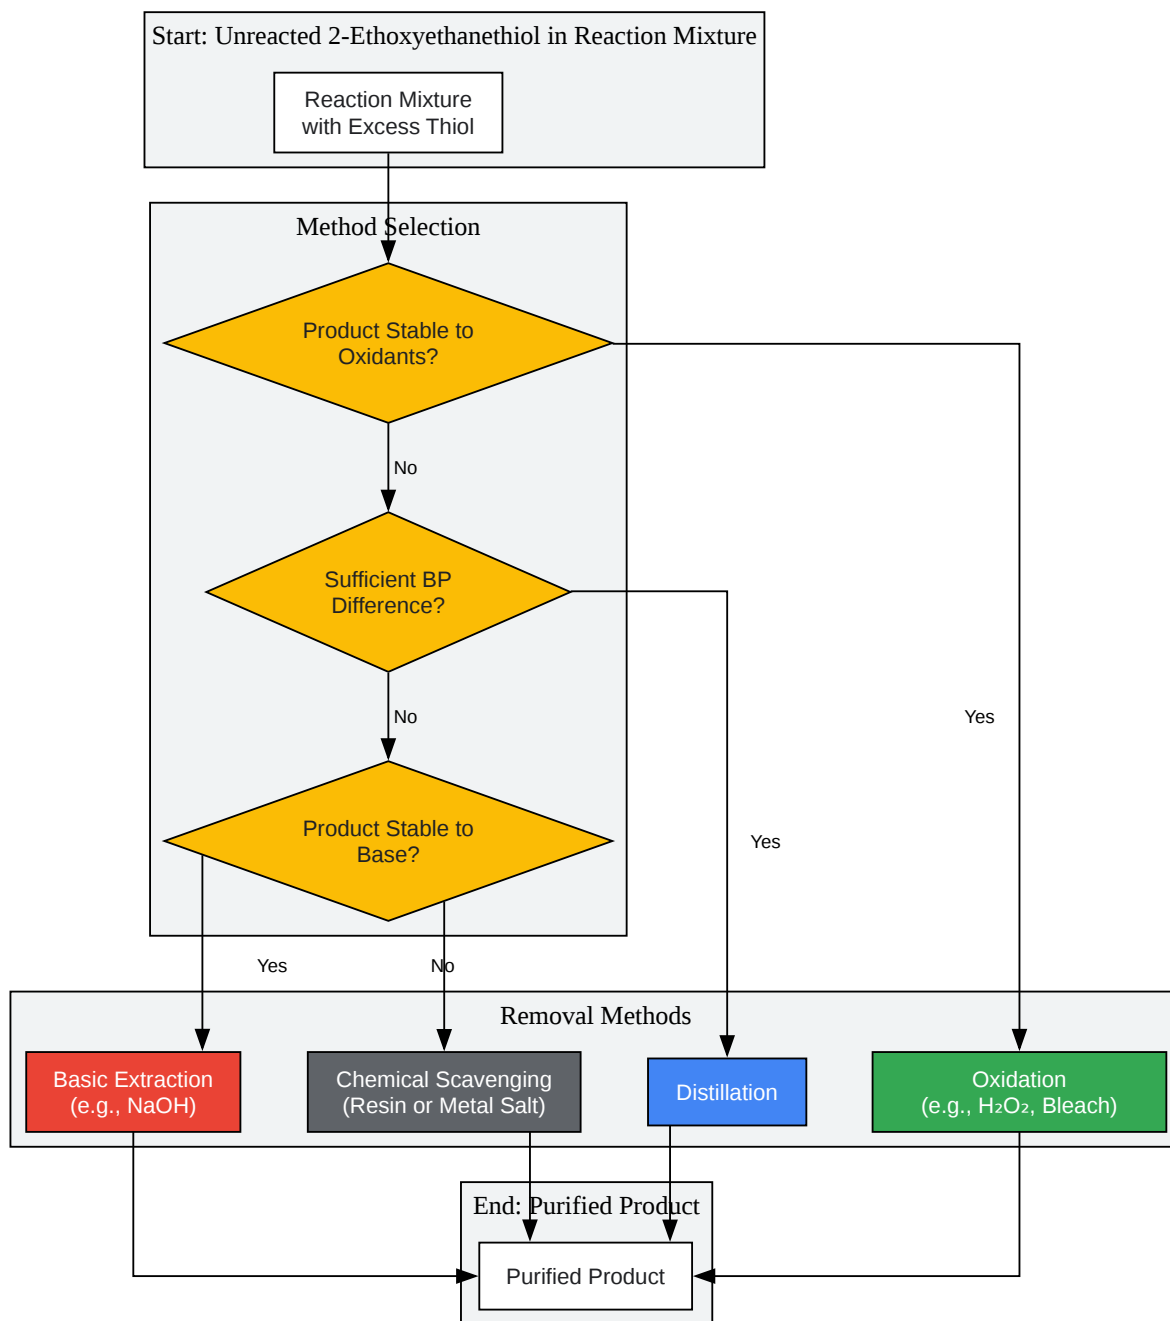 Start: Unreacted 2-Ethoxyethanethiol in Reaction Mixture
Reaction Mixture
with Excess Thiol
Method Selection
Product Stable to
Oxidants?
No
Sufficient BP
Difference?
No
Yes
Product Stable to
Base?
Yes
Yes
No
Removal Methods
Basic Extraction
(e.g., NaOH)
Chemical Scavenging
(Resin or Metal Salt)
Distillation
Oxidation
(e.g., H₂O₂, Bleach)
End: Purified Product
Purified Product